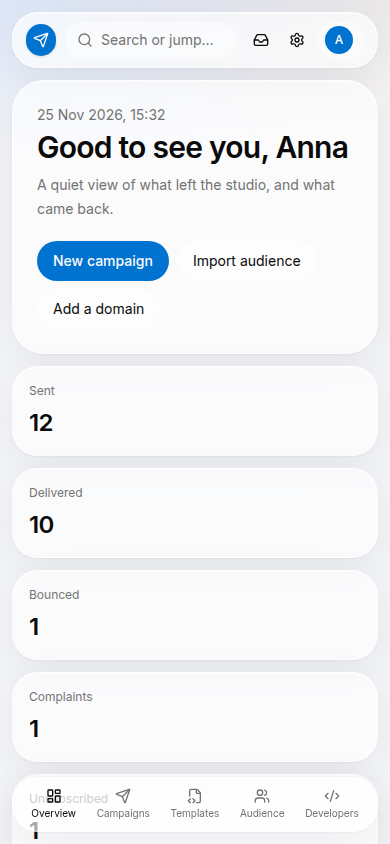 Search or jump...
A
25 Nov 2026, 15:32
Good to see you, Anna
A quiet view of what left the studio, and what
came back.
New campaign
Import audience
Add a domain
Sent
12
Delivered
10
Bounced
1
Complaints
1
Unsubscribed
1
Overview
Campaigns
Templates
Audience
Developers